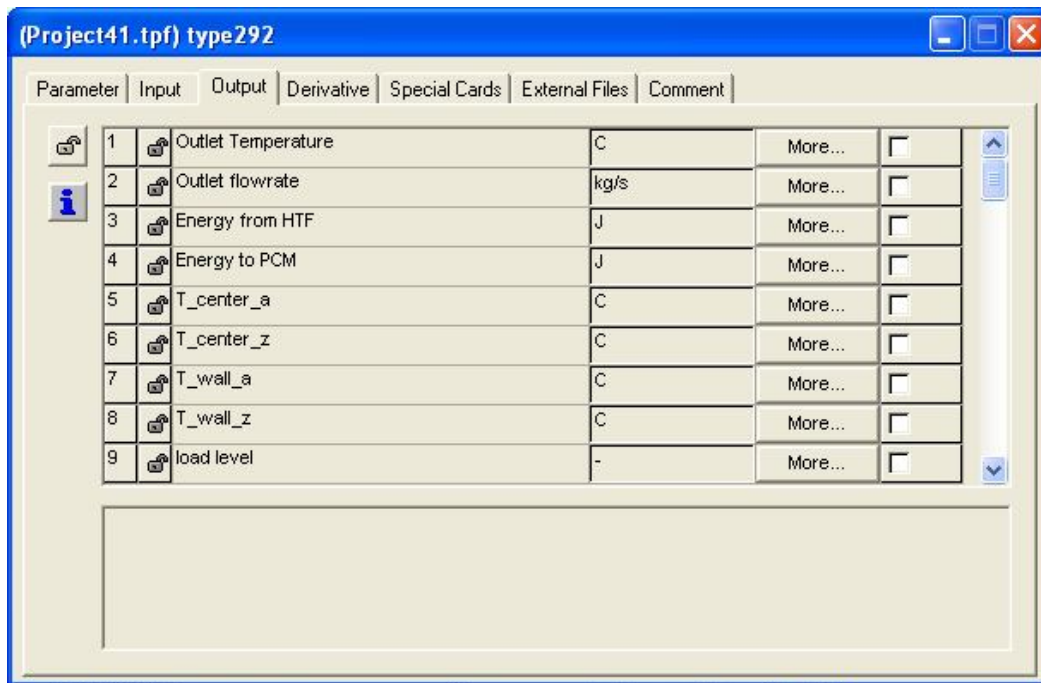 (Project41.tpf) type292
Parameter Input Output Derivative Special Cards External Files Comment
1 Outlet Temperature C More...
2 Outlet flowrate kg/s More...
3 Energy from HTF J More...
4 Energy to PCM J More...
5 T_center_a C More...
6 T_center_z C More...
7 T_wall_a C More...
8 T_wall_z C More...
9 load level - More...